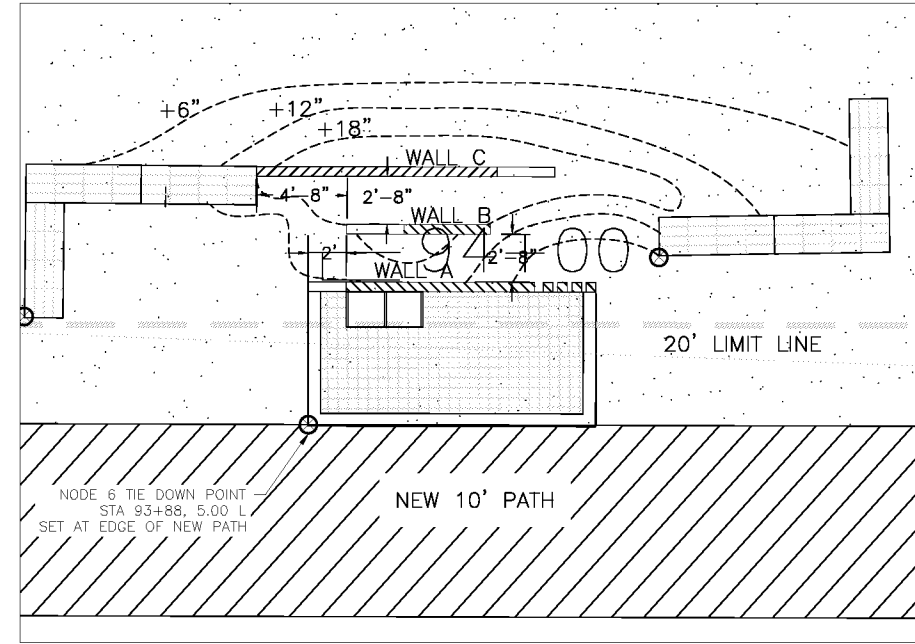 +6"
+12"
+18"
WALL C
4'-8"
2'-8"
WALL B
2'
2'-8"
WALL A
20' LIMIT LINE
NODE 6 TIE DOWN POINT
STA 93+88, 5.00 L
SET AT EDGE OF NEW PATH
NEW 10' PATH